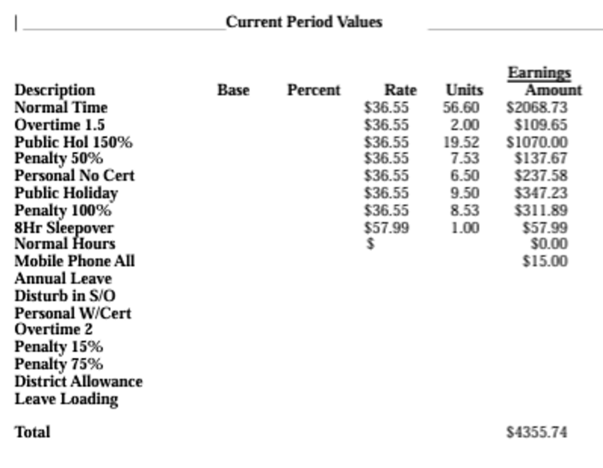 Current Period Values
Earnings
Description Base Percent Rate Units Amount
Normal Time $36.55 56.60 $2068.73
Overtime 1.5 $36.55 2.00 $109.65
Public Hol 150% $36.55 19.52 $1070.00
Penalty 50% $36.55 7.53 $137.67
Personal No Cert $36.55 6.50 $237.58
Public Holiday $36.55 9.50 $347.23
Penalty 100% $36.55 8.53 $311.89
8Hr Sleepover $57.99 1.00 $57.99
Normal Hours $ $0.00
Mobile Phone All $15.00
Annual Leave
Disturb in S/O
Personal W/Cert
Overtime 2
Penalty 15%
Penalty 75%
District Allowance
Leave Loading
Total $4355.74